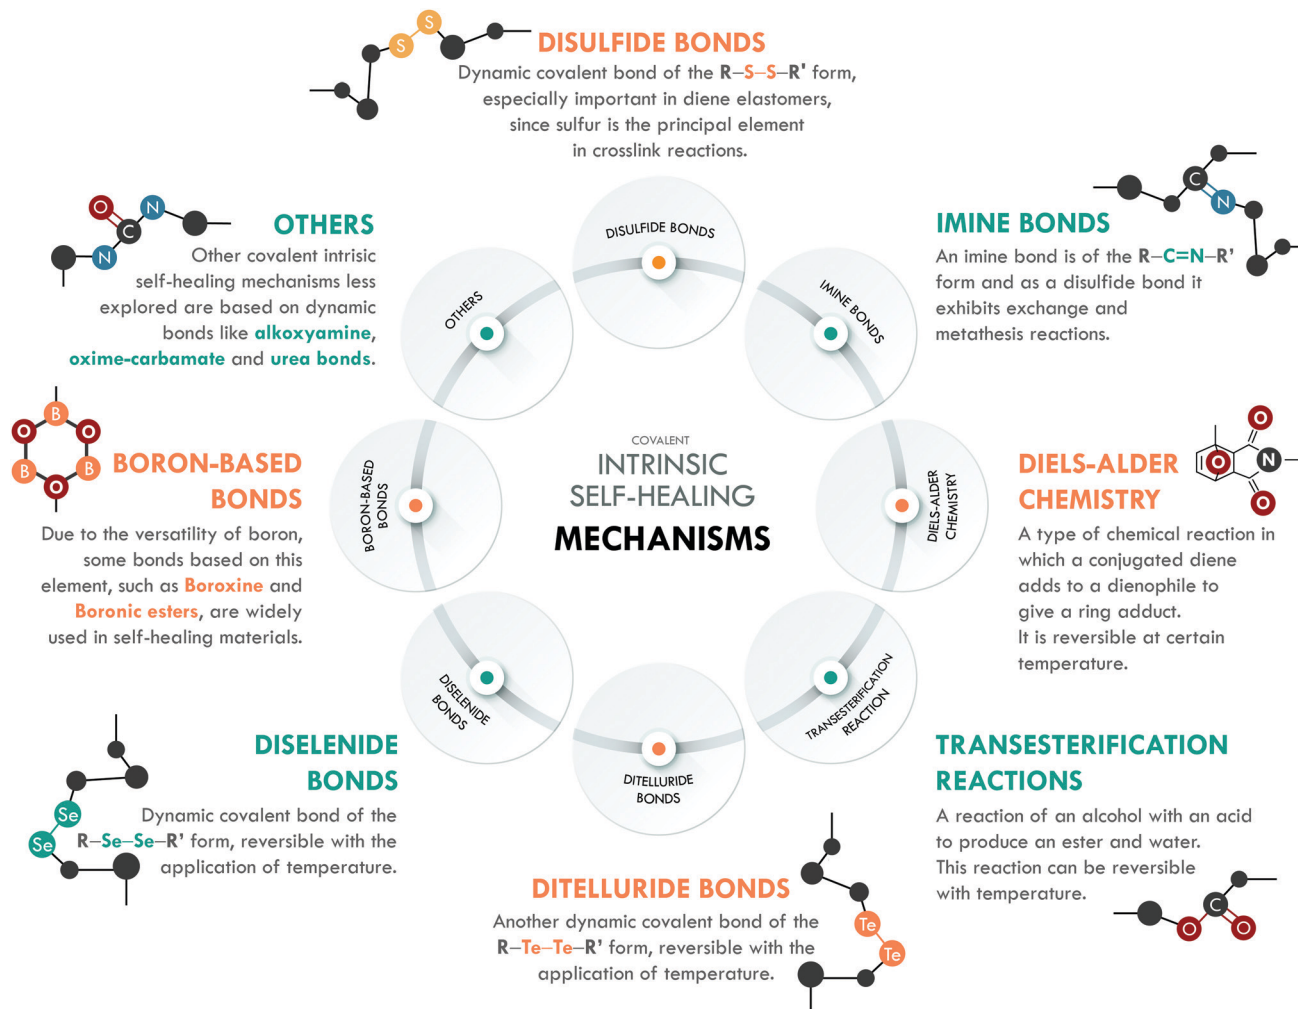 S
S
DISULFIDE BONDS
Dynamic covalent bond of the R–S–S–R' form,
especially important in diene elastomers,
since sulfur is the principal element
in crosslink reactions.
C
N
IMINE BONDS
An imine bond is of the R–C=N–R’
form and as a disulfide bond it
exhibits exchange and
metathesis reactions.
O
N
C
N
OTHERS
Other covalent intrisic
self-healing mechanisms less
explored are based on dynamic
bonds like alkoxyamine,
oxime-carbamate and urea bonds.
DISULFIDE BONDS
IMINE BONDS
OTHERS
B
O
O
B
B
O
BORON-BASED
BONDS
Due to the versatility of boron,
some bonds based on this
element, such as Boroxine and
Boronic esters, are widely
used in self-healing materials.
BORON-BASED
BONDS
COVALENT
INTRINSIC
SELF-HEALING
MECHANISMS
DIELS-ALDER
CHEMISTRY
DIELS-ALDER
CHEMISTRY
O
O
N
O
A type of chemical reaction in
which a conjugated diene
adds to a dienophile to
give a ring adduct.
It is reversible at certain
temperature.
DISELENIDE
BONDS
DITELLURIDE
BONDS
TRANSESTERIFICATION
REACTION
DISELENIDE
BONDS
Se
Se
Dynamic covalent bond of the
R–Se–Se–R’ form, reversible with the
application of temperature.
TRANSESTERIFICATION
REACTIONS
A reaction of an alcohol with an acid
to produce an ester and water.
This reaction can be reversible
with temperature.
C
O
O
DITELLURIDE BONDS
Another dynamic covalent bond of the
R–Te–Te–R’ form, reversible with the
application of temperature.
Te
Te